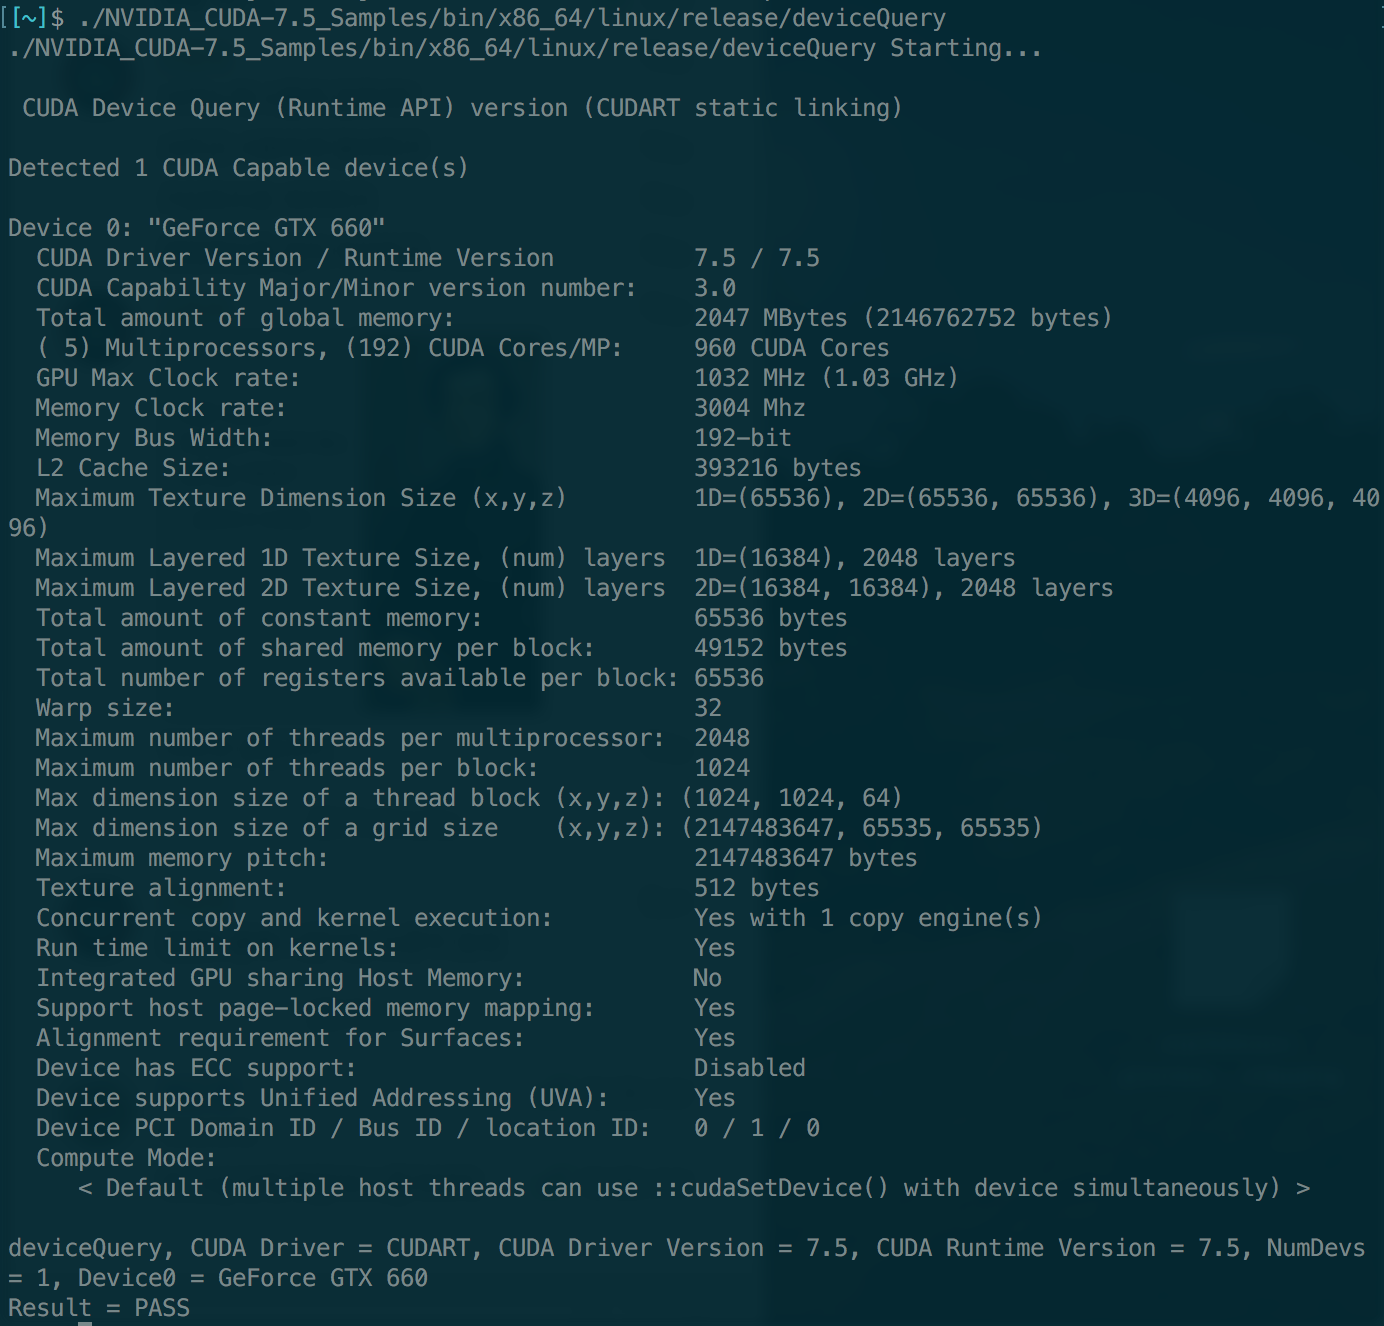 [[~]$ ./NVIDIA_CUDA-7.5_Samples/bin/x86_64/linux/release/deviceQuery
./NVIDIA_CUDA-7.5_Samples/bin/x86_64/linux/release/deviceQuery Starting...
CUDA Device Query (Runtime API) version (CUDART static linking)
Detected 1 CUDA Capable device(s)
Device 0: "GeForce GTX 660"
CUDA Driver Version / Runtime Version 7.5 / 7.5
CUDA Capability Major/Minor version number: 3.0
Total amount of global memory: 2047 MBytes (2146762752 bytes)
( 5) Multiprocessors, (192) CUDA Cores/MP: 960 CUDA Cores
GPU Max Clock rate: 1032 MHz (1.03 GHz)
Memory Clock rate: 3004 Mhz
Memory Bus Width: 192-bit
L2 Cache Size: 393216 bytes
Maximum Texture Dimension Size (x,y,z) 1D=(65536), 2D=(65536, 65536), 3D=(4096, 4096, 40
96)
Maximum Layered 1D Texture Size, (num) layers 1D=(16384), 2048 layers
Maximum Layered 2D Texture Size, (num) layers 2D=(16384, 16384), 2048 layers
Total amount of constant memory: 65536 bytes
Total amount of shared memory per block: 49152 bytes
Total number of registers available per block: 65536
Warp size: 32
Maximum number of threads per multiprocessor: 2048
Maximum number of threads per block: 1024
Max dimension size of a thread block (x,y,z): (1024, 1024, 64)
Max dimension size of a grid size (x,y,z): (2147483647, 65535, 65535)
Maximum memory pitch: 2147483647 bytes
Texture alignment: 512 bytes
Concurrent copy and kernel execution: Yes with 1 copy engine(s)
Run time limit on kernels: Yes
Integrated GPU sharing Host Memory: No
Support host page-locked memory mapping: Yes
Alignment requirement for Surfaces: Yes
Device has ECC support: Disabled
Device supports Unified Addressing (UVA): Yes
Device PCI Domain ID / Bus ID / location ID: 0 / 1 / 0
Compute Mode:
< Default (multiple host threads can use ::cudaSetDevice() with device simultaneously) >
deviceQuery, CUDA Driver = CUDART, CUDA Driver Version = 7.5, CUDA Runtime Version = 7.5, NumDevs
= 1, Device0 = GeForce GTX 660
Result = PASS